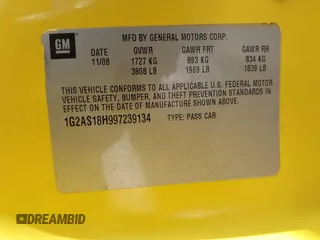 GM
MFD BY GENERAL MOTORS CORP.
DATE GVWR GAWR FRT GAWR RR
11/08 1727 KG 893 KG 834 KG
3808 LB 1969 LB 1839 LB
THIS VEHICLE CONFORMS TO ALL APPLICABLE U.S. FEDERAL MOTOR
VEHICLE SAFETY, BUMPER, AND THEFT PREVENTION STANDARDS
IN EFFECT ON THE DATE OF MANUFACTURE SHOWN ABOVE.
1G2AS18H997239134 TYPE: PASS CAR
DREAMBID